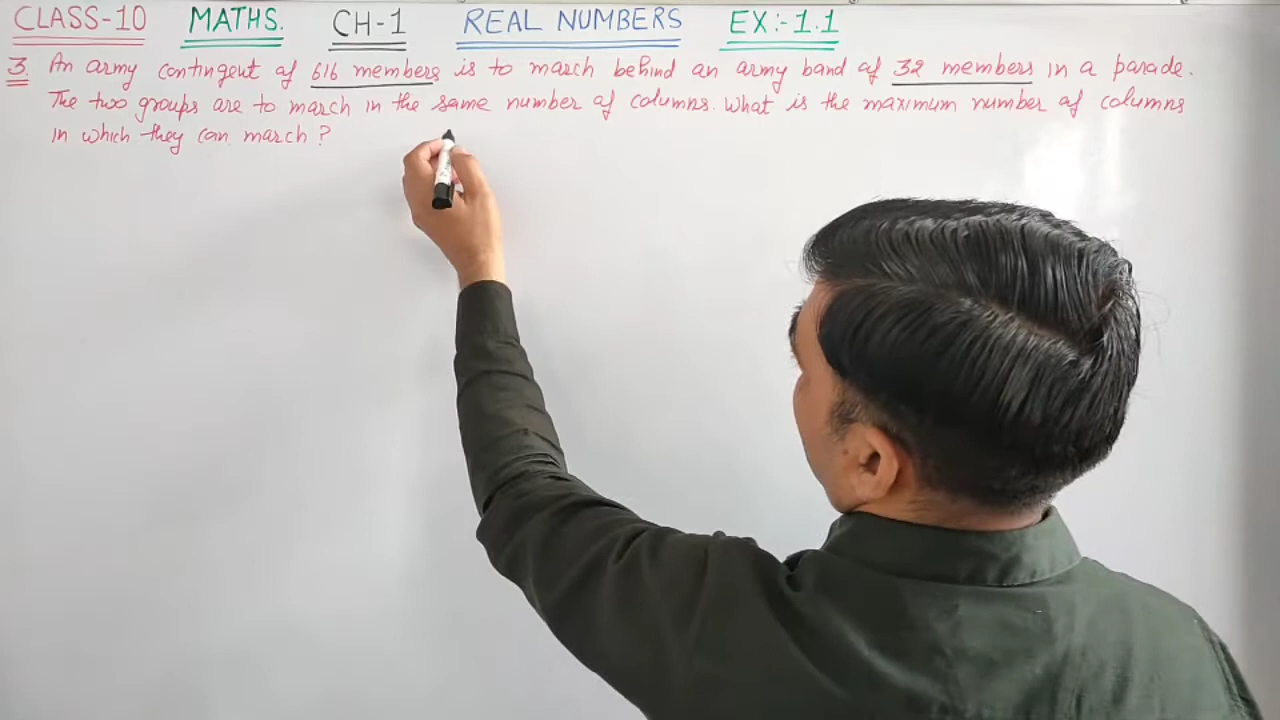 CLASS-10 MATHS. CH-1 REAL NUMBERS EX:-1.1
3. An army contingent of 616 members is to march behind an army band of 32 members in a parade.
The two groups are to march in the same number of columns. What is the maximum number of columns
in which they can march?